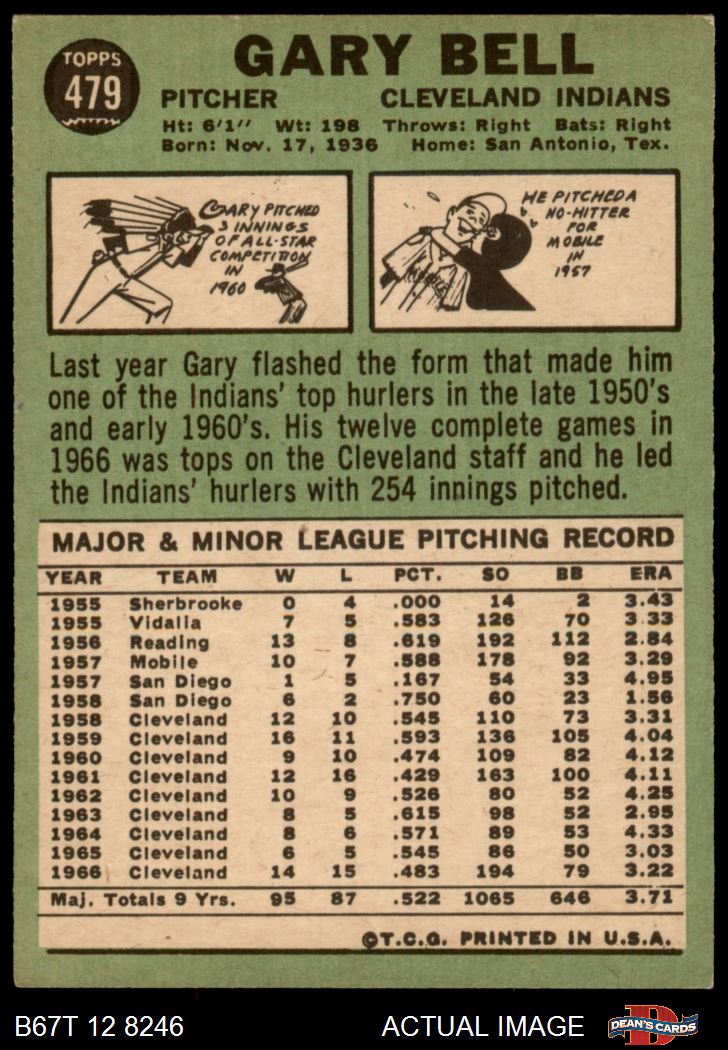 TOPPS
479
GARY BELL
PITCHER CLEVELAND INDIANS
Ht: 6'1" Wt: 198 Throws: Right Bats: Right
Born: Nov. 17, 1936 Home: San Antonio, Tex.
GARY PITCHED
3 INNINGS
OF ALL-STAR
COMPETITION
IN
1960
HE PITCHED A
NO-HITTER
FOR
MOBILE
IN
1957
MOBILE
Last year Gary flashed the form that made him
one of the Indians' top hurlers in the late 1950's
and early 1960's. His twelve complete games in
1966 was tops on the Cleveland staff and he led
the Indians' hurlers with 254 innings pitched.
MAJOR & MINOR LEAGUE PITCHING RECORD
YEAR TEAM W L PCT. SO BB ERA
1955 Sherbrooke 0 4 .000 14 2 3.43
1955 Vidalia 7 5 .583 126 70 3.33
1956 Reading 13 8 .619 192 112 2.84
1957 Mobile 10 7 .588 178 92 3.29
1957 San Diego 1 5 .167 54 33 4.95
1958 San Diego 6 2 .750 60 23 1.56
1958 Cleveland 12 10 .545 110 73 3.31
1959 Cleveland 16 11 .593 136 105 4.04
1960 Cleveland 9 10 .474 109 82 4.12
1961 Cleveland 12 16 .429 163 100 4.11
1962 Cleveland 10 9 .526 80 52 4.25
1963 Cleveland 8 5 .615 98 52 2.95
1964 Cleveland 8 6 .571 89 53 4.33
1965 Cleveland 6 5 .545 86 50 3.03
1966 Cleveland 14 15 .483 194 79 3.22
Maj. Totals 9 Yrs. 95 87 .522 1065 646 3.71
©T.C.G. PRINTED IN U.S.A.
B67T 12 8246 ACTUAL IMAGE
D
DEAN'S CARDS